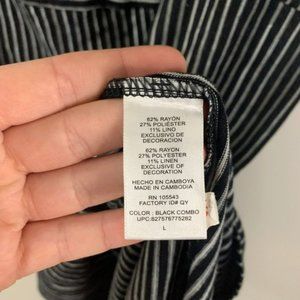 62% RAYON
27% POLIÉSTER
11% LINO
EXCLUSIVO DE
DECORACION
62% RAYON
27% POLYESTER
11% LINEN
EXCLUSIVE OF
DECORATION
HECHO EN CAMBOYA
MADE IN CAMBODIA
RN 105543
FACTORY ID# QY
COLOR : BLACK COMBO
UPC:827576775282
L